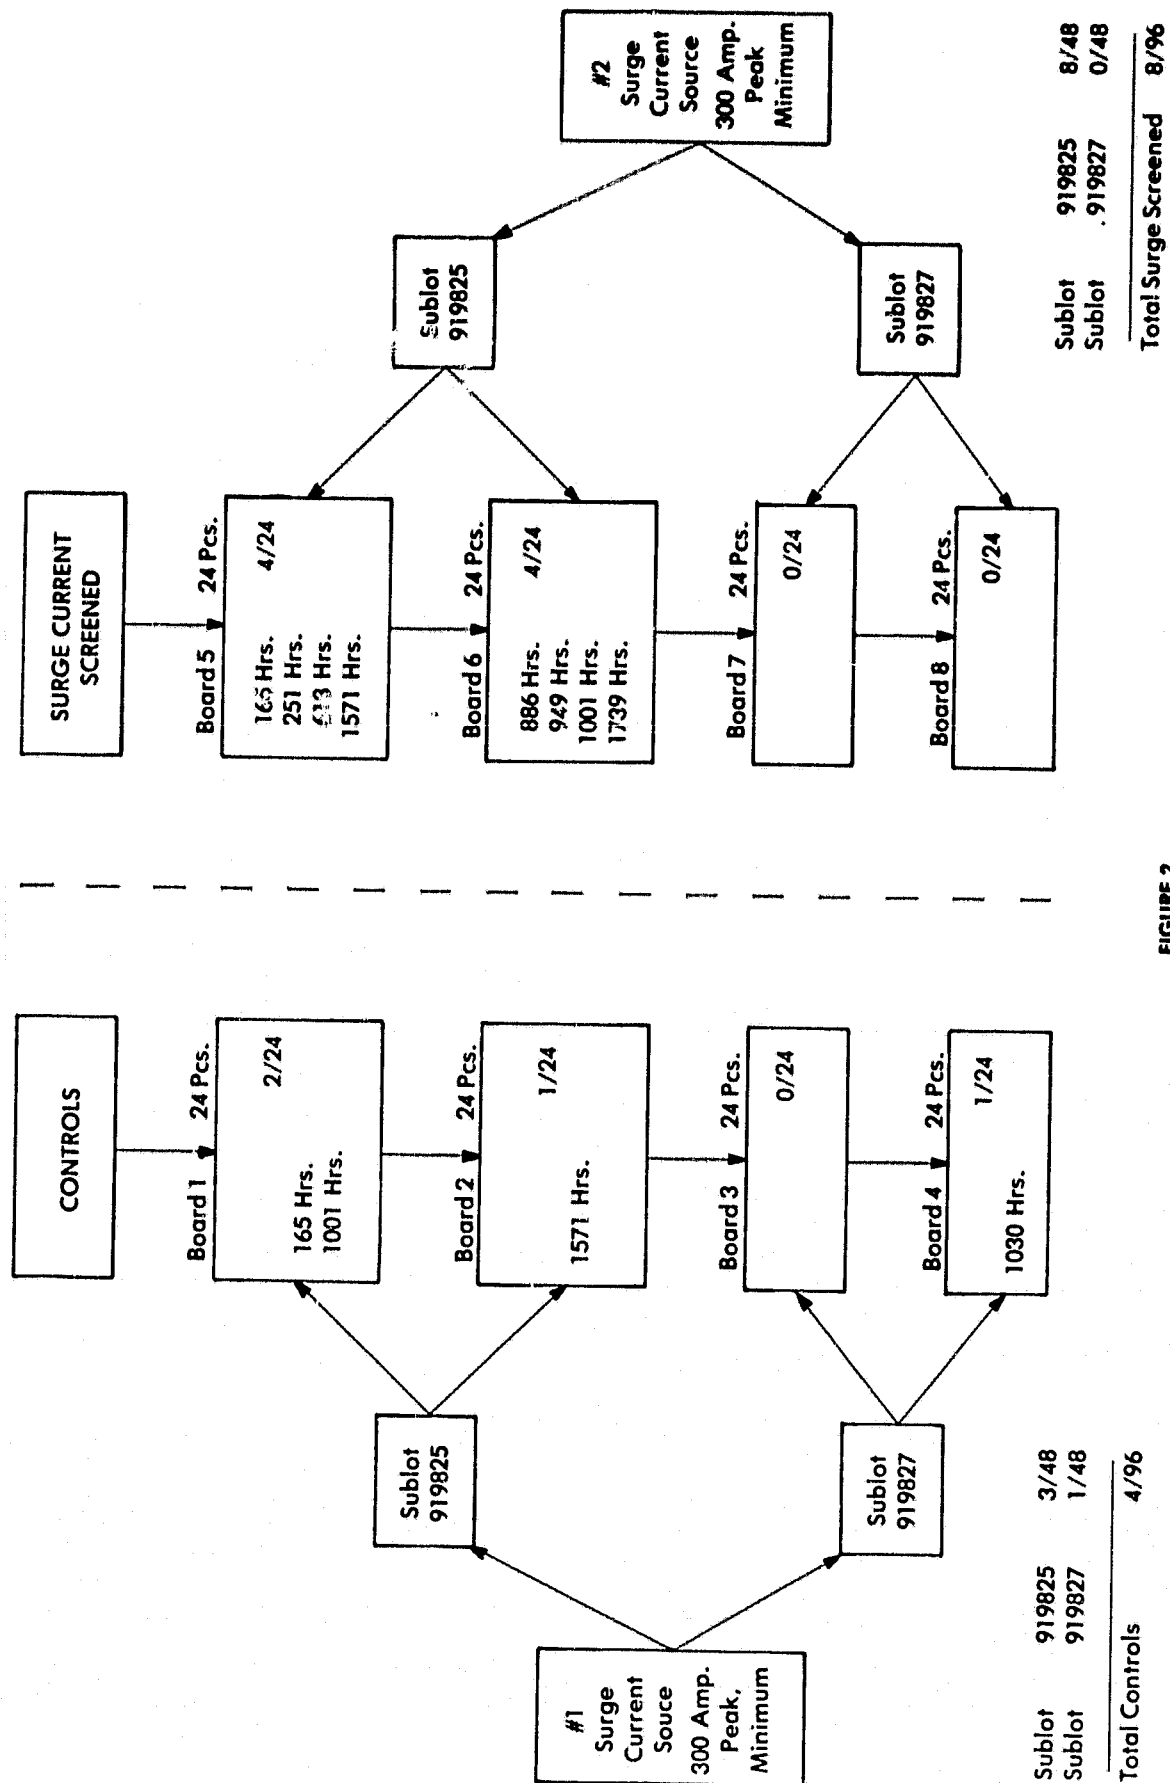 CONTROLS
Board 1 24 Pcs.
2/24
165 Hrs.
1001 Hrs.
Board 2 24 Pcs.
1/24
1571 Hrs.
Board 3 24 Pcs.
0/24
Board 4 24 Pcs.
1/24
1030 Hrs.
Sublot
919825
Sublot
919827
#1
Surge
Current
Souce
300 Amp.
Peak,
Minimum
Sublot 919825 3/48
Sublot 919827 1/48
Total Controls 4/96
SURGE CURRENT
SCREENED
Board 5 24 Pcs.
165 Hrs. 4/24
251 Hrs.
Hrs.
1571 Hrs.
Board 6 24 Pcs.
886 Hrs. 4/24
949 Hrs.
1001 Hrs.
1739 Hrs.
Board 7 24 Pcs.
0/24
Board 8 24 Pcs.
0/24
Sublot
919825
Sublot
919827
#2
Surge
Current
Source
300 Amp.
Peak
Minimum
Sublot 919825 8/48
Sublot .919827 0/48
Total Surge Screened 8/96
FIGURE 2